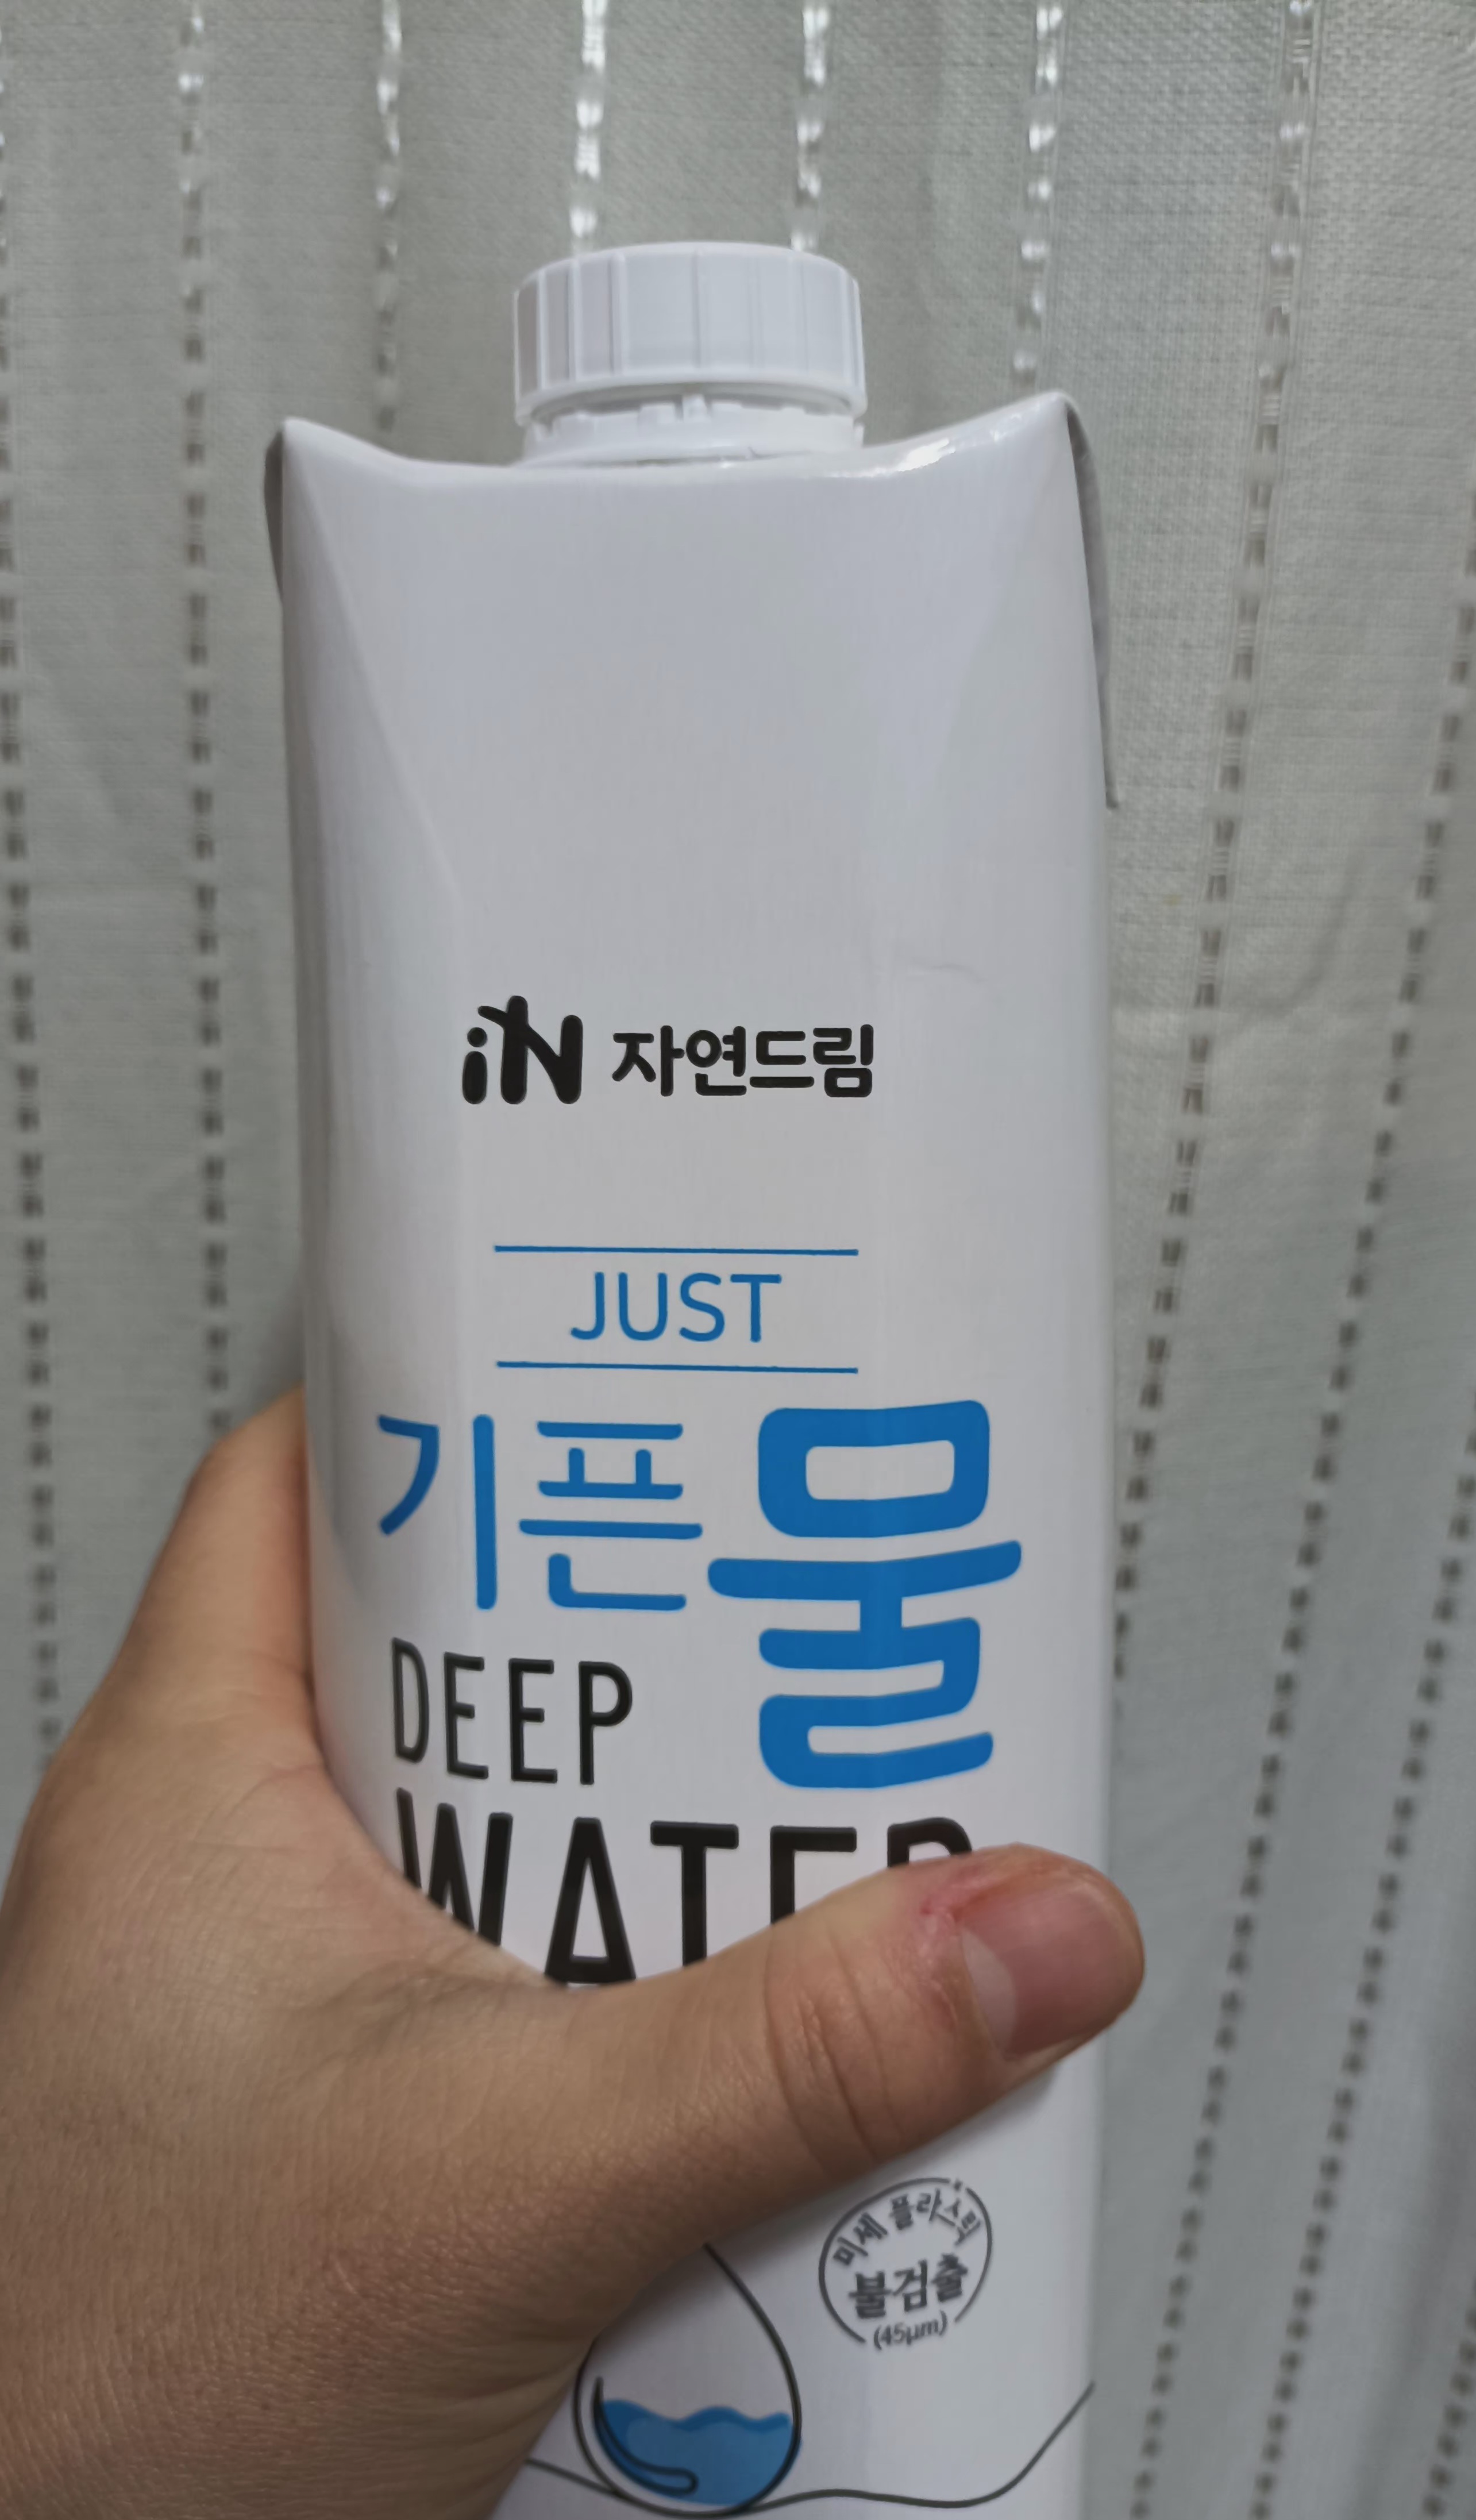 iN 자연드림
JUST
기픈물
DEEP
WATER
미세 플라스틱
불검출
(45μm)